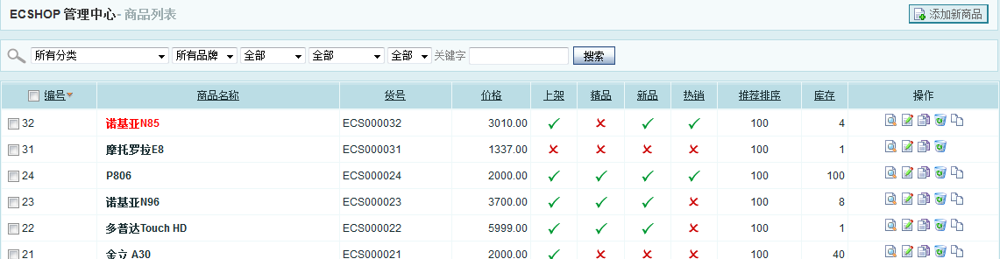 ECSHOP 管理中心- 商品列表 添加新商品
所有分类 所有品牌 全部 全部 全部 关键字 搜索
编号 商品名称 货号 价格 上架 精品 新品 热销 推荐排序 库存 操作
32 诺基亚N85 ECS000032 3010.00 100 4
31 摩托罗拉E8 ECS000031 1337.00 100 1
24 P806 ECS000024 2000.00 100 100
23 诺基亚N96 ECS000023 3700.00 100 8
22 多普达Touch HD ECS000022 5999.00 100 1
21 金立 A30 ECS000021 2000.00 100 40